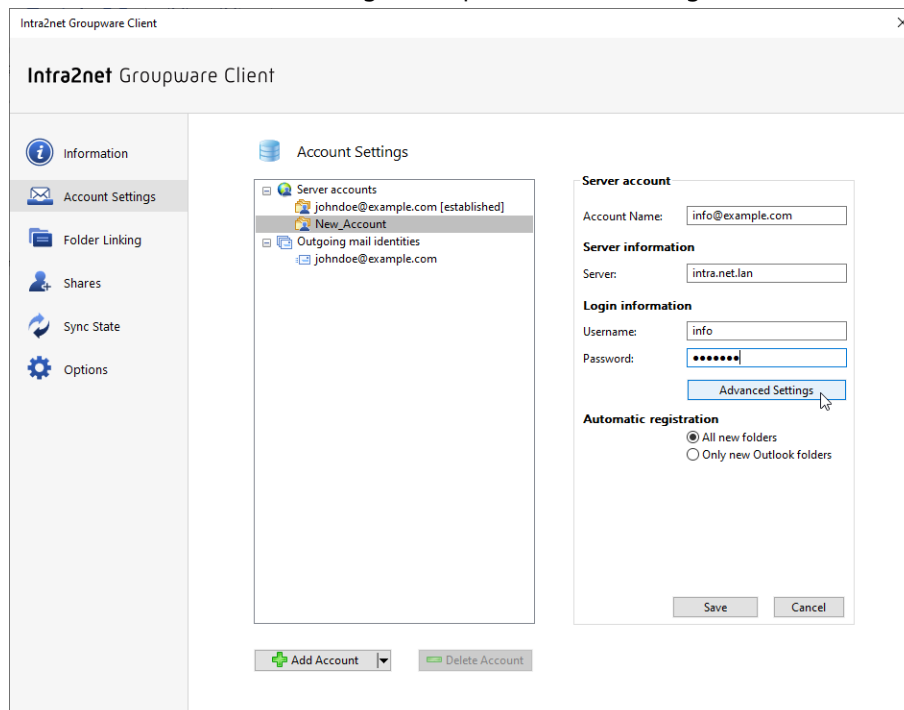 Intra2net Groupware Client
Intra2net Groupware Client
Information
Account Settings
Folder Linking
Shares
Sync State
Options
Account Settings
Server accounts
johndoe@example.com [established]
New_Account
Outgoing mail identities
johndoe@example.com
Server account
Account Name: info@example.com
Server information
Server: intra.net.lan
Login information
Username: info
Password: ●●●●●●●
Advanced Settings
Automatic registration
All new folders
Only new Outlook folders
Save Cancel
Add Account Delete Account